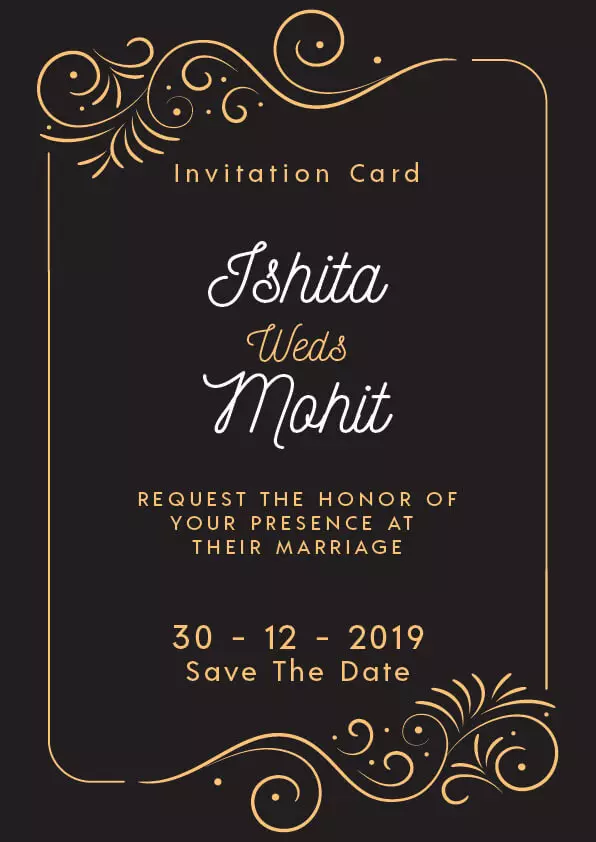 Invitation Card
Ishita
Weds
Mohit
REQUEST THE HONOR OF
YOUR PRESENCE AT
THEIR MARRIAGE
30 - 12 - 2019
Save The Date